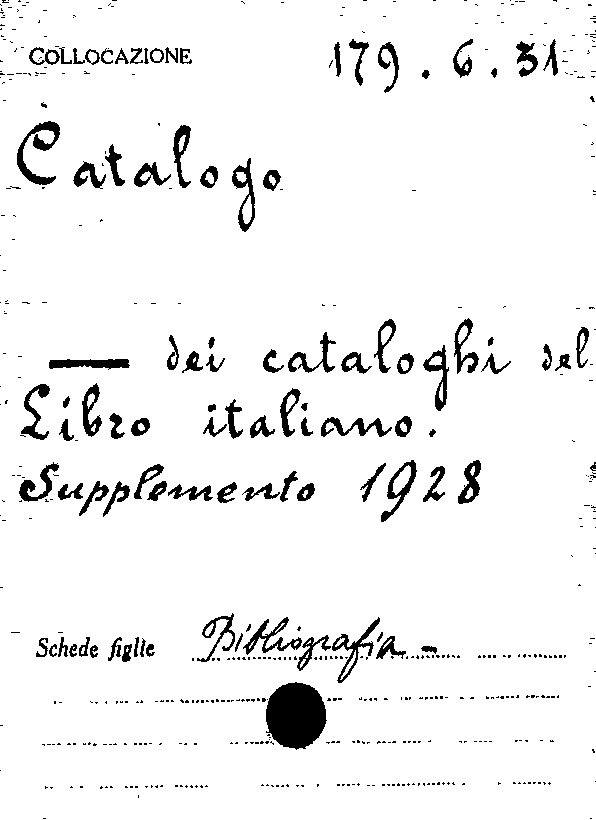 COLLOCAZIONE 179.6.31
Catalogo
— dei cataloghi del
Libro italiano.
Supplemento 1928
Schede figlie Bibliografia -